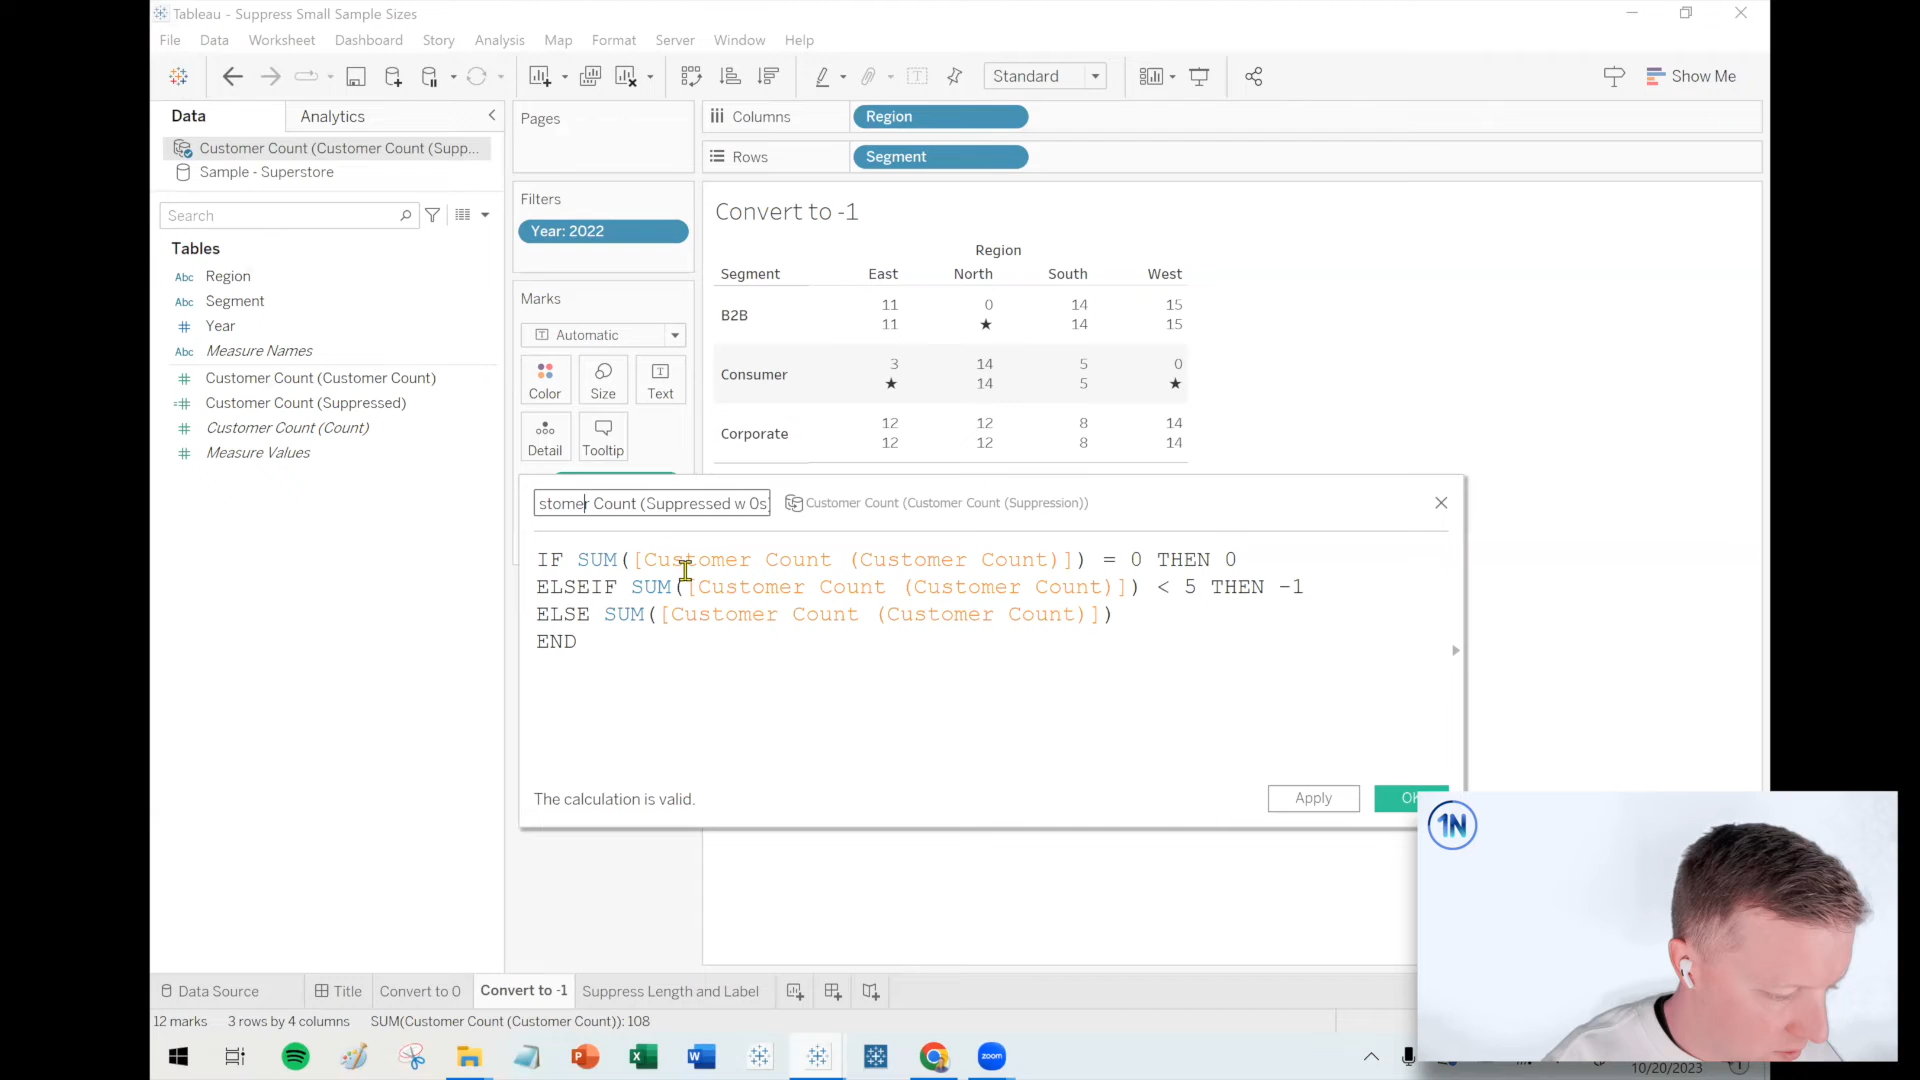 Tableau - Suppress Small Sample Sizes
File Data Worksheet Dashboard Story Analysis Map Format Server Window Help
Standard
Show Me
Data
Analytics
Customer Count (Customer Count (Supp...
Sample - Superstore
Search
Tables
Abc Region
Abc Segment
# Year
Abc Measure Names
# Customer Count (Customer Count)
=# Customer Count (Suppressed)
# Customer Count (Count)
# Measure Values
Pages
Filters
Year: 2022
Marks
Automatic
Color Size Text
Detail Tooltip
Columns Region
Rows Segment
Convert to -1
Region
Segment East North South West
B2B
11 0 14 15
11 ★ 14 15
Consumer
3 14 5 0
★ 14 5 ★
Corporate
12 12 8 14
12 12 8 14
stomer Count (Suppressed w 0s)
Customer Count (Customer Count (Suppression))
IF SUM([Customer Count (Customer Count)]) = 0 THEN 0
ELSEIF SUM([Customer Count (Customer Count)]) < 5 THEN -1
ELSE SUM([Customer Count (Customer Count)])
END
The calculation is valid.
Apply
1N
Data Source Title Convert to 0 Convert to -1 Suppress Length and Label
12 marks 3 rows by 4 columns SUM(Customer Count (Customer Count)): 108
zoom
10/20/2023